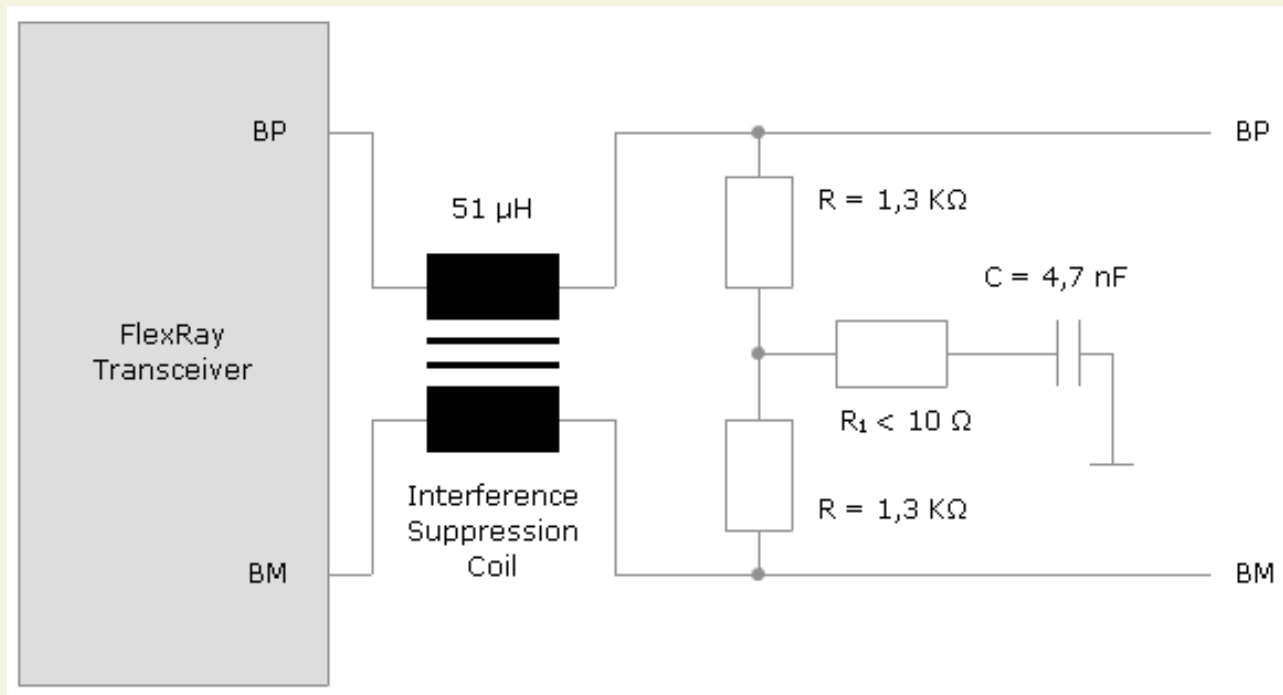 BP
BP
51 µH
R = 1,3 KΩ
C = 4,7 nF
FlexRay
Transceiver
R₁ < 10 Ω
Interference
Suppression
Coil
R = 1,3 KΩ
BM
BM